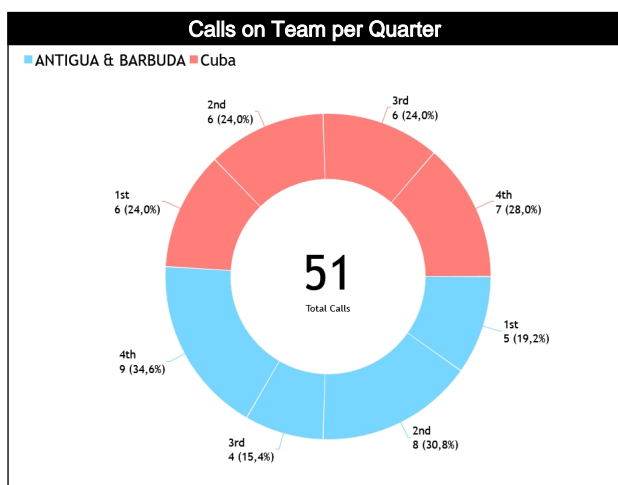 Calls on Team per Quarter
ANTIGUA & BARBUDA Cuba
2nd
6 (24,0%)
3rd
6 (24,0%)
1st
6 (24,0%)
4th
7 (28,0%)
51
Total Calls
1st
5 (19,2%)
4th
9 (34,6%)
2nd
8 (30,8%)
3rd
4 (15,4%)